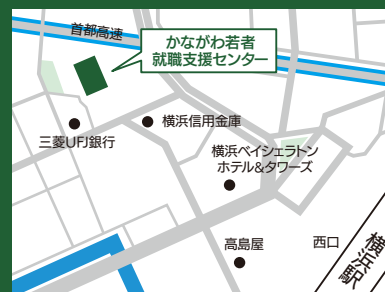 首都高速
かながわ若者
就職支援センター
横浜信用金庫
三菱UFJ銀行
横浜ベイシェラトン
ホテル&タワーズ
高島屋
西口
横浜駅